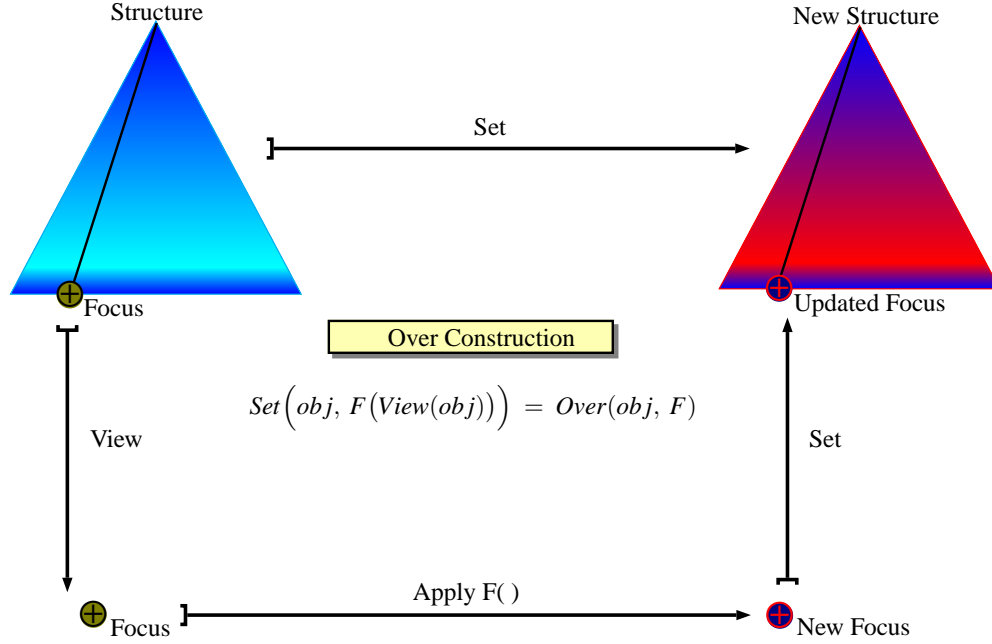 Structure
New Structure
Set
Focus
Updated Focus
Over Construction
Set(obj, F(View(obj))) = Over(obj, F)
View
Set
Apply F( )
Focus
New Focus